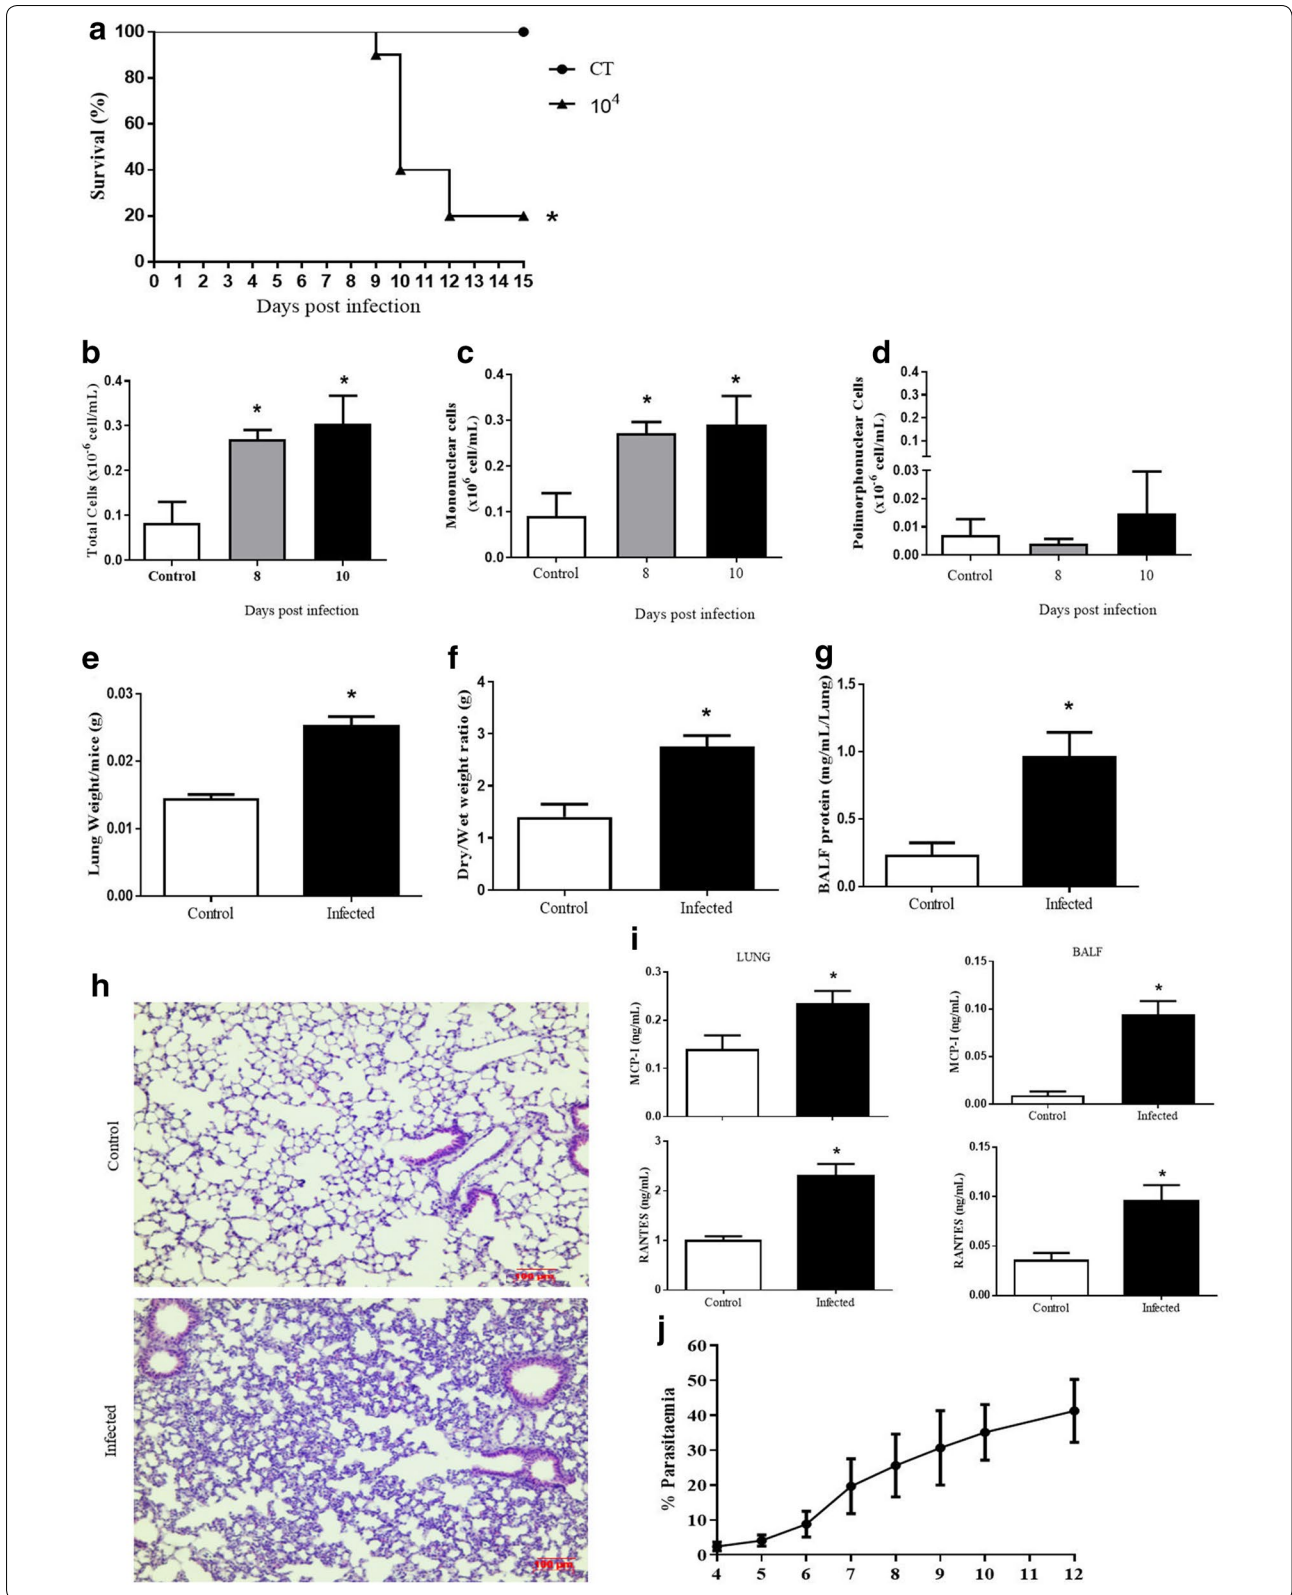 a
100
80
60
40
20
0
Survival (%)
0 1 2 3 4 5 6 7 8 9 10 11 12 13 14 15
Days post infection
CT
10⁴
*
b
Total Cells (x10⁻⁶ cell/mL)
0.4
0.3
0.2
0.1
0.0
* *
Control 8 10
Days post infection
c
Mononuclear cells
(x10⁶ cell/mL)
0.4
0.3
0.2
0.1
0.0
* *
Control 8 10
Days post infection
d
Polimorphonuclear Cells
(x10⁻⁶ cell/mL)
0.4
0.3
0.2
0.1
0.03
0.02
0.01
0.00
Control 8 10
Days post infection
e
Lung Weight/mice (g)
0.03
0.02
0.01
0.00
*
Control Infected
f
Dry/Wet weight ratio (g)
4
3
2
1
0
*
Control Infected
g
BALF protein (mg/mL/Lung)
1.5
1.0
0.5
0.0
*
Control Infected
h
Control
100 µm
Infected
100 µm
i
LUNG
MCP-I (ng/mL)
0.3
0.2
0.1
0.0
*
BALF
MCP-I (ng/mL)
0.15
0.10
0.05
0.00
*
Control Infected
RANTES (ng/mL)
3
2
1
0
*
Control Infected
RANTES (ng/mL)
0.15
0.10
0.05
0.00
*
Control Infected
j
% Parasitaemia
60
50
40
30
20
10
0
4 5 6 7 8 9 10 11 12